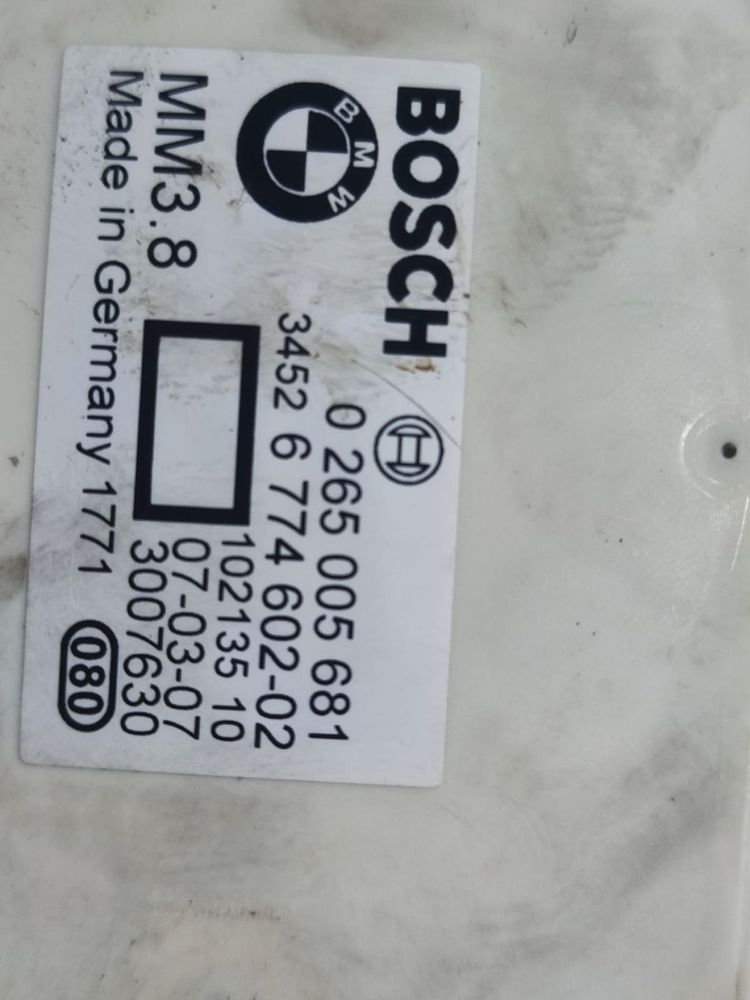 BOSCH
BMW
0 265 005 681
3452 6 774 602-02
102135 10
MM3.8
07-03-07
3007630
Made in Germany 1771
080